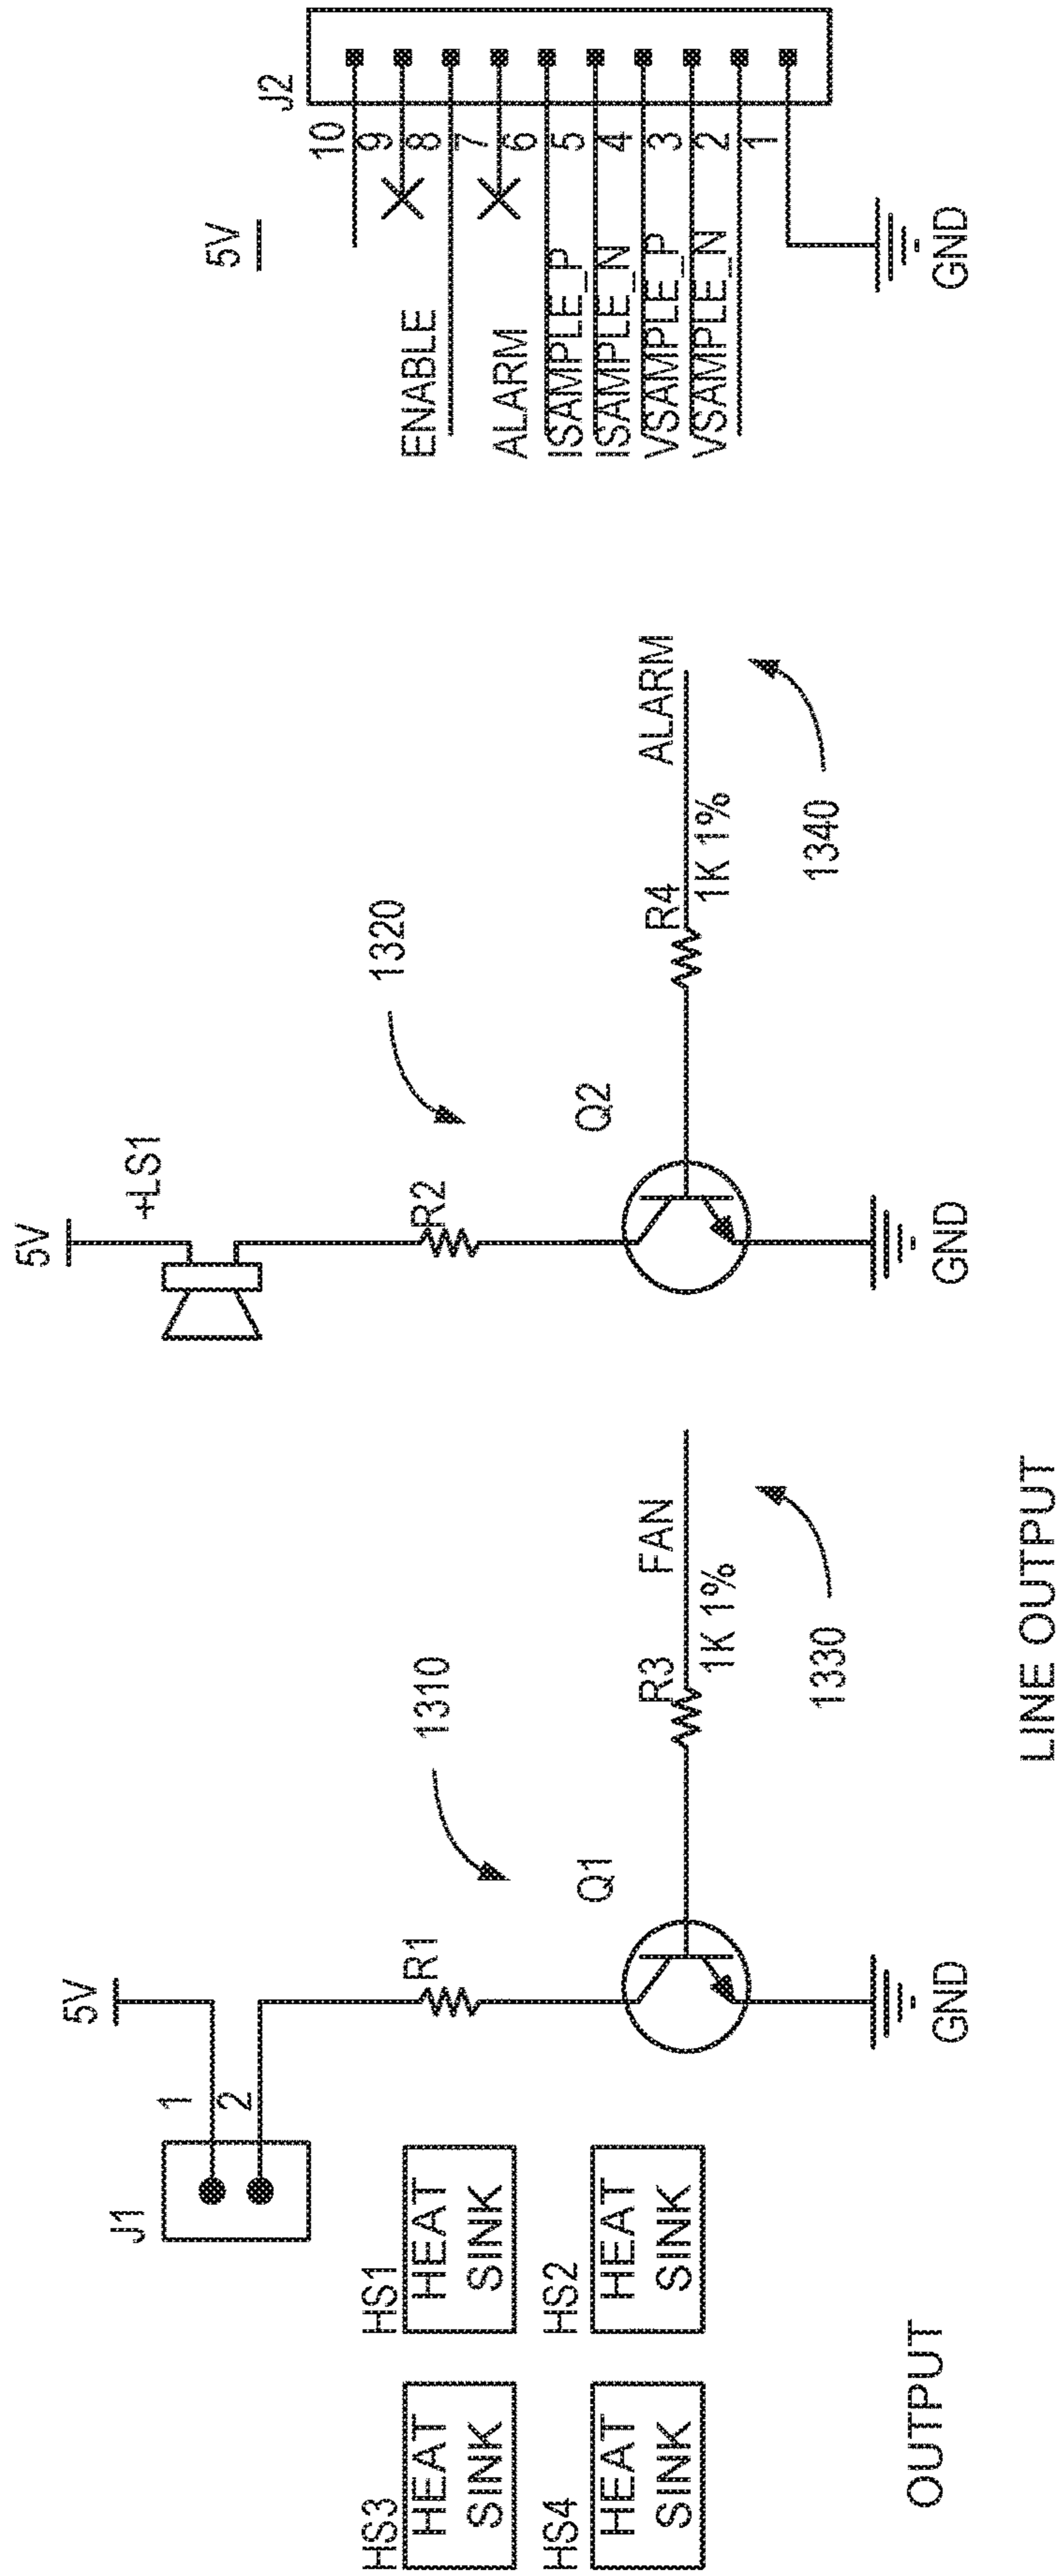 HS3
HEAT
SINK
HS4
HEAT
SINK
OUTPUT
HS1
HEAT
SINK
HS2
HEAT
SINK
J1
1
2
5V
R1
Q1
GND
1310
R3
1K 1%
FAN
1330
LINE OUTPUT
5V
+LS1
R2
Q2
GND
1320
R4
1K 1%
ALARM
1340
J2
5V
10
9
8
7
6
5
4
3
2
1
ENABLE
ALARM
ISAMPLE_P
ISAMPLE_N
VSAMPLE_P
VSAMPLE_N
GND